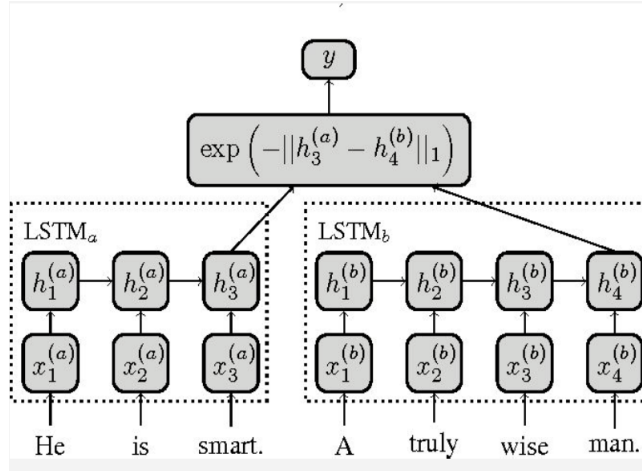 y
exp (-||h_3^{(a)} - h_4^{(b)}||_1)
LSTM_a LSTM_b
h_1^{(a)} h_2^{(a)} h_3^{(a)} h_1^{(b)} h_2^{(b)} h_3^{(b)} h_4^{(b)}
x_1^{(a)} x_2^{(a)} x_3^{(a)} x_1^{(b)} x_2^{(b)} x_3^{(b)} x_4^{(b)}
He is smart. A truly wise man.